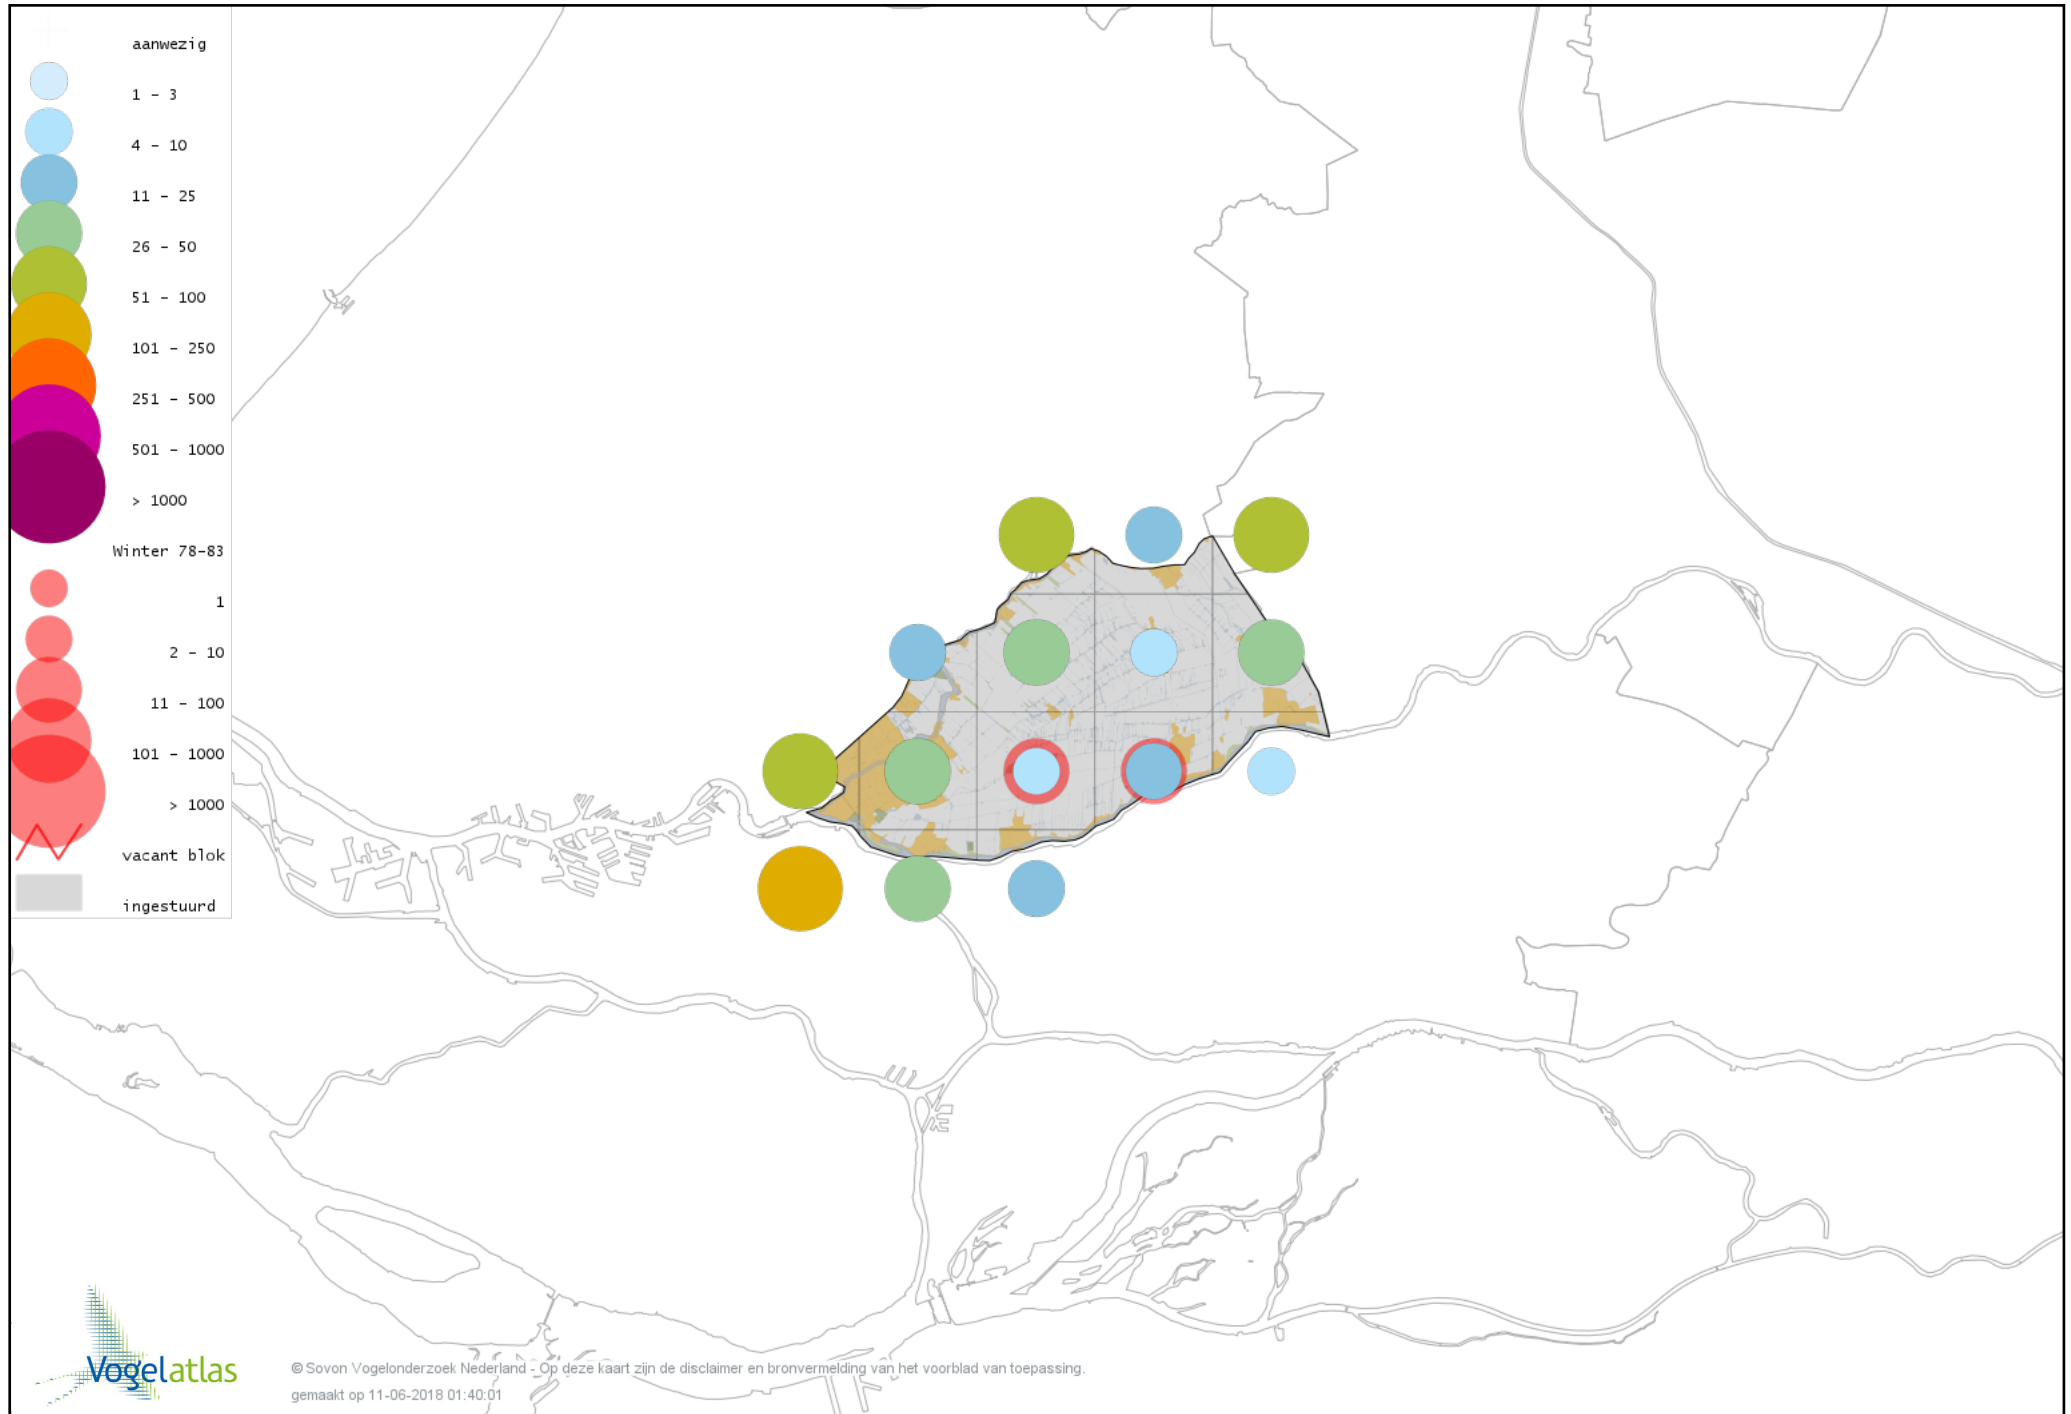 aanwezig
1 - 3
4 - 10
11 - 25
26 - 50
51 - 100
101 - 250
251 - 500
501 - 1000
> 1000
Winter 78-83
1
2 - 10
11 - 100
101 - 1000
> 1000
vacant blok
ingestuurd
Vogelatlas
© Sovon Vogelonderzoek Nederland - Op deze kaart zijn de disclaimer en bronvermelding van het voorblad van toepassing.
gemaakt op 11-06-2018 01:40:01